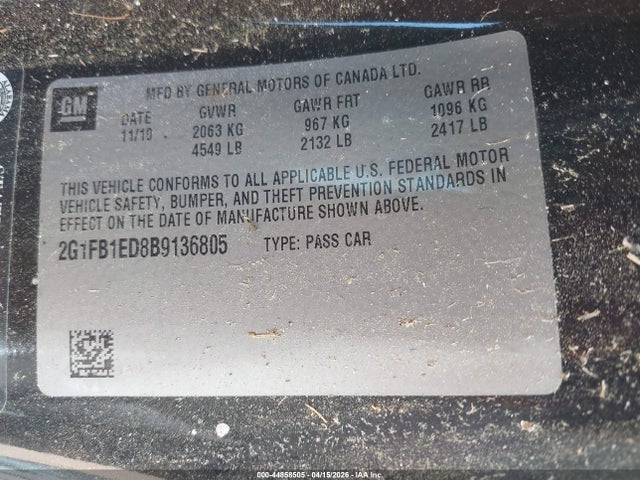 GM
MFD BY GENERAL MOTORS OF CANADA LTD.
DATE GVWR GAWR FRT GAWR RR
11/10 2063 KG 967 KG 1096 KG
4549 LB 2132 LB 2417 LB
THIS VEHICLE CONFORMS TO ALL APPLICABLE U.S. FEDERAL MOTOR
VEHICLE SAFETY, BUMPER, AND THEFT PREVENTION STANDARDS IN
EFFECT ON THE DATE OF MANUFACTURE SHOWN ABOVE.
2G1FB1ED8B9136805 TYPE: PASS CAR
000-44858505 - 04/15/2026 - IAA Inc.